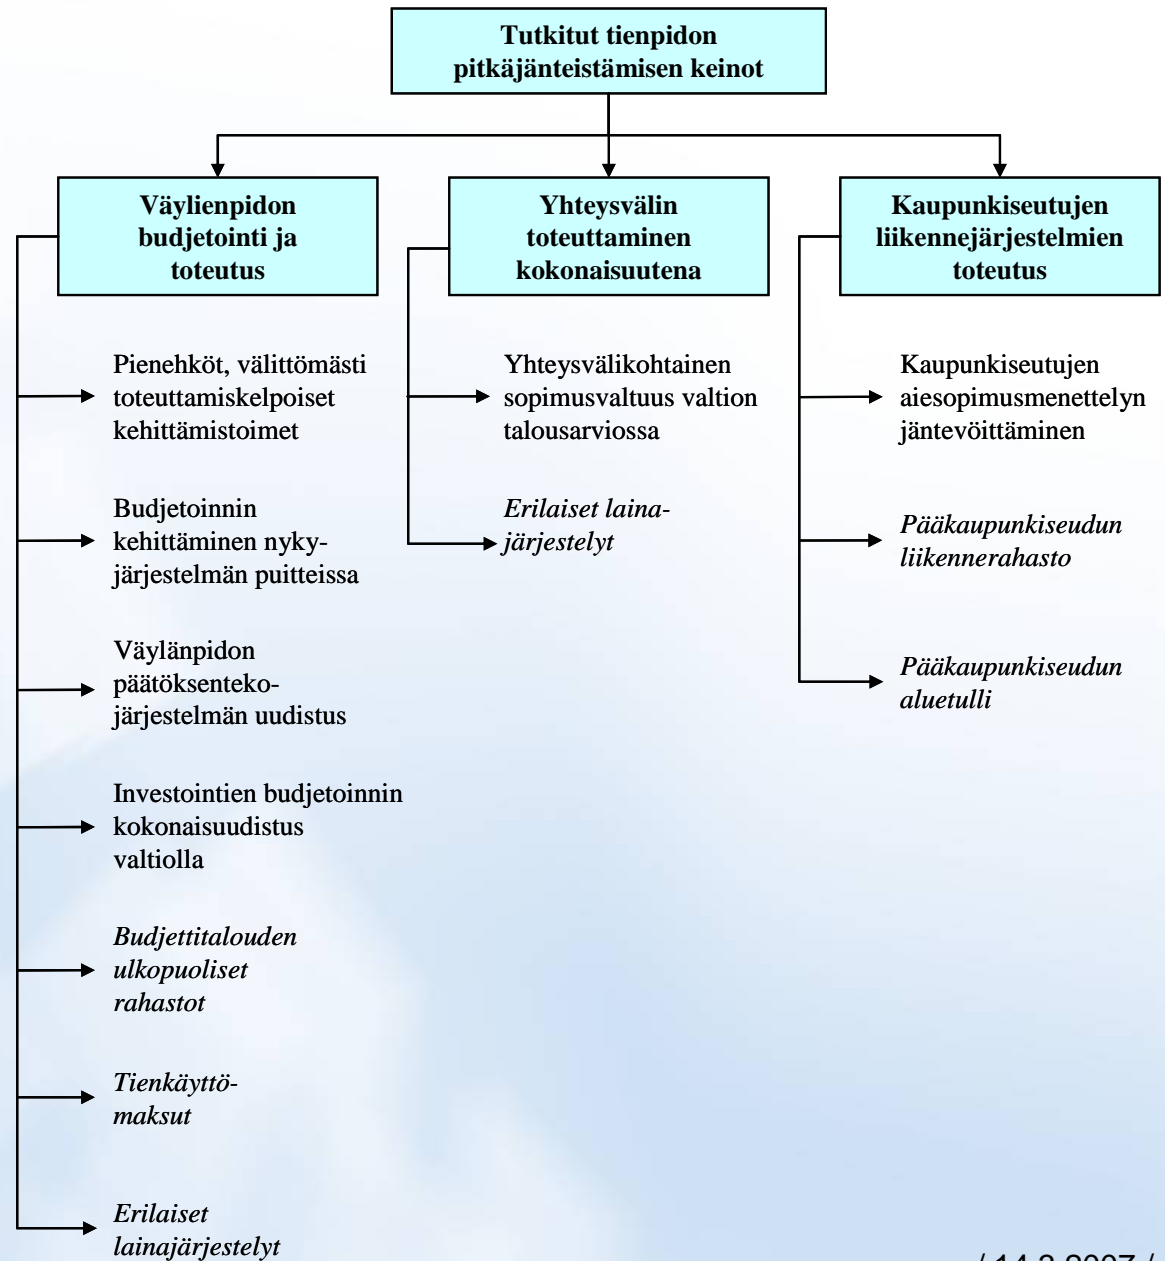 Tutkitut tienpidon
pitkäjänteistämisen keinot
Väylienpidon
budjetointi ja
toteutus
Pienehköt, välittömästi
toteuttamiskelpoiset
kehittämistoimet
Budjetoinnin
kehittäminen nyky-
järjestelmän puitteissa
Väylänpidon
päätöksenteko-
järjestelmän uudistus
Investointien budjetoinnin
kokonaisuudistus
valtiolla
Budjettitalouden
ulkopuoliset
rahastot
Tienkäyttö-
maksut
Erilaiset
lainajärjestelyt
Yhteysvälin
toteuttaminen
kokonaisuutena
Yhteysvälikohtainen
sopimusvaltuus valtion
talousarviossa
Erilaiset laina-
järjestelyt
Kaupunkiseutujen
liikennejärjestelmien
toteutus
Kaupunkiseutujen
aiesopimusmenettelyn
jäntevöittäminen
Pääkaupunkiseudun
liikennerahasto
Pääkaupunkiseudun
aluetulli